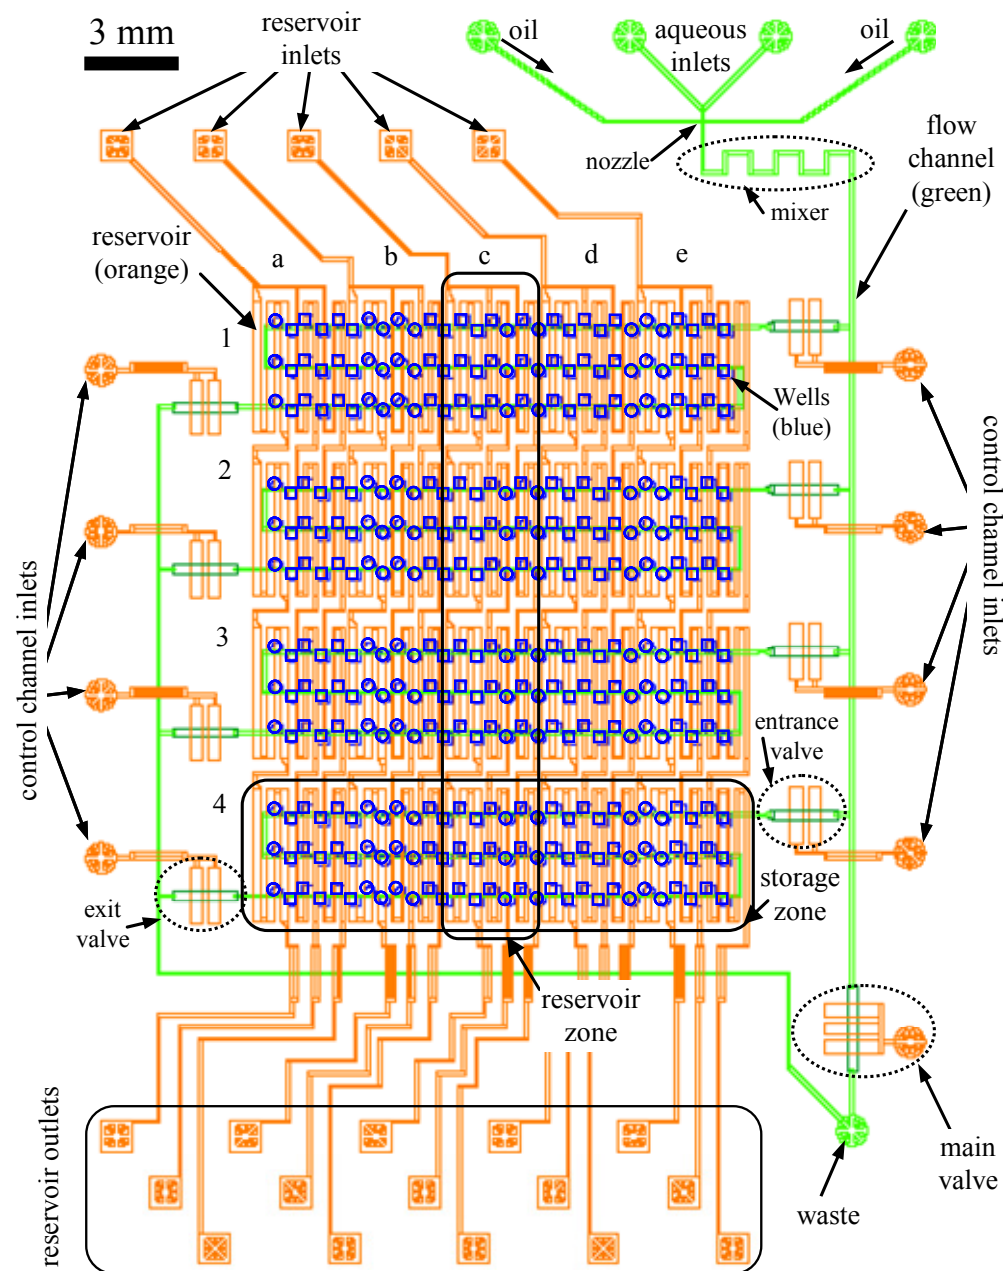 3 mm
reservoir
inlets
oil
aqueous
inlets
oil
nozzle
mixer
flow
channel
(green)
reservoir
(orange)
a
b
c
d
e
1
Wells
(blue)
2
3
4
control channel inlets
control channel inlets
entrance
valve
storage
zone
exit
valve
reservoir
zone
main
valve
waste
reservoir outlets